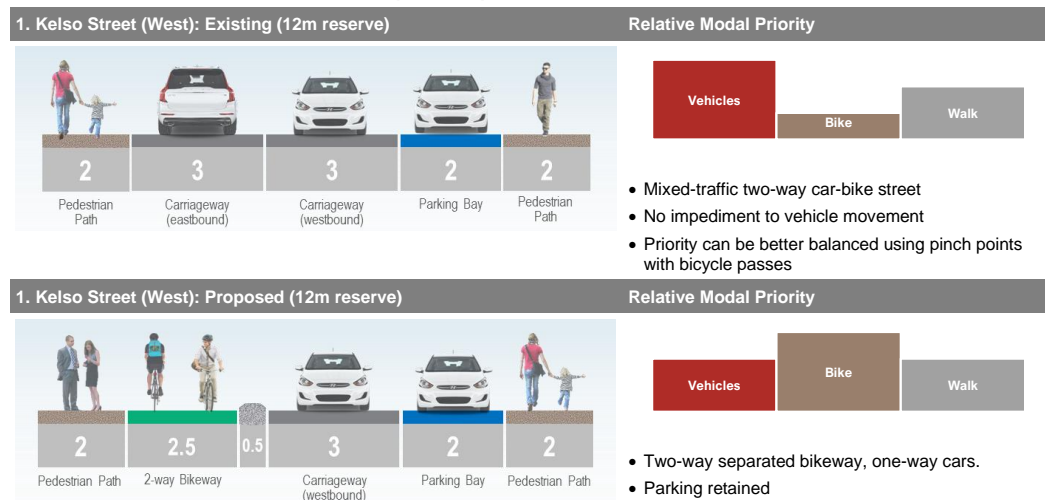 1. Kelso Street (West): Existing (12m reserve)
Relative Modal Priority
2
3
3
2
2
Pedestrian
Path
Carriageway
(eastbound)
Carriageway
(westbound)
Parking Bay
Pedestrian
Path
Vehicles
Bike
Walk
• Mixed-traffic two-way car-bike street
• No impediment to vehicle movement
• Priority can be better balanced using pinch points
with bicycle passes
1. Kelso Street (West): Proposed (12m reserve)
Relative Modal Priority
2
2.5
0.5
3
2
2
Pedestrian Path
2-way Bikeway
Carriageway
(westbound)
Parking Bay
Pedestrian Path
Vehicles
Bike
Walk
• Two-way separated bikeway, one-way cars.
• Parking retained